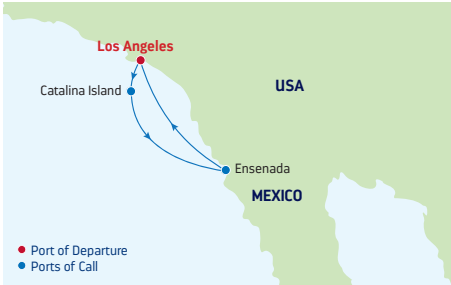 Los Angeles
USA
Catalina Island
Ensenada
MEXICO
Port of Departure
Ports of Call